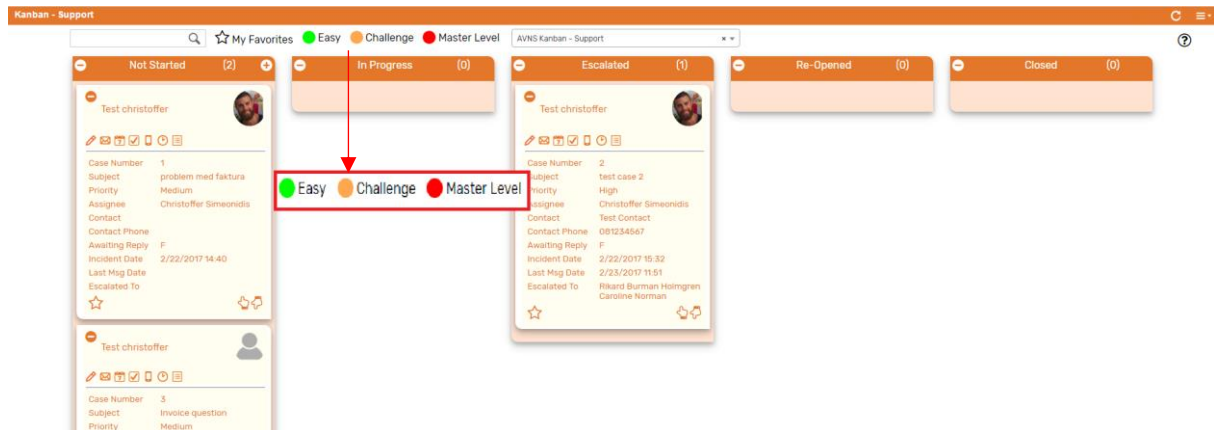 Kanban - Support
My Favorites Easy Challenge Master Level AVNS Kanban - Support
Not Started (2)
In Progress (0)
Escalated (1)
Re-Opened (0)
Closed (0)
Test christoffer
Case Number 1
Subject problem med faktura
Priority Medium
Assignee Christoffer Simeonidis
Contact
Contact Phone
Awaiting Reply F
Incident Date 2/22/2017 14:40
Last Msg Date
Escalated To
Test christoffer
Case Number 3
Subject Invoice question
Priority Medium
Easy Challenge Master Level
Test christoffer
Case Number 2
Subject test case 2
Priority High
Assignee Christoffer Simeonidis
Contact Test Contact
Contact Phone 081234567
Awaiting Reply F
Incident Date 2/22/2017 15:32
Last Msg Date 2/23/2017 11:51
Escalated To Rikard Burman Holmgren
Caroline Norman